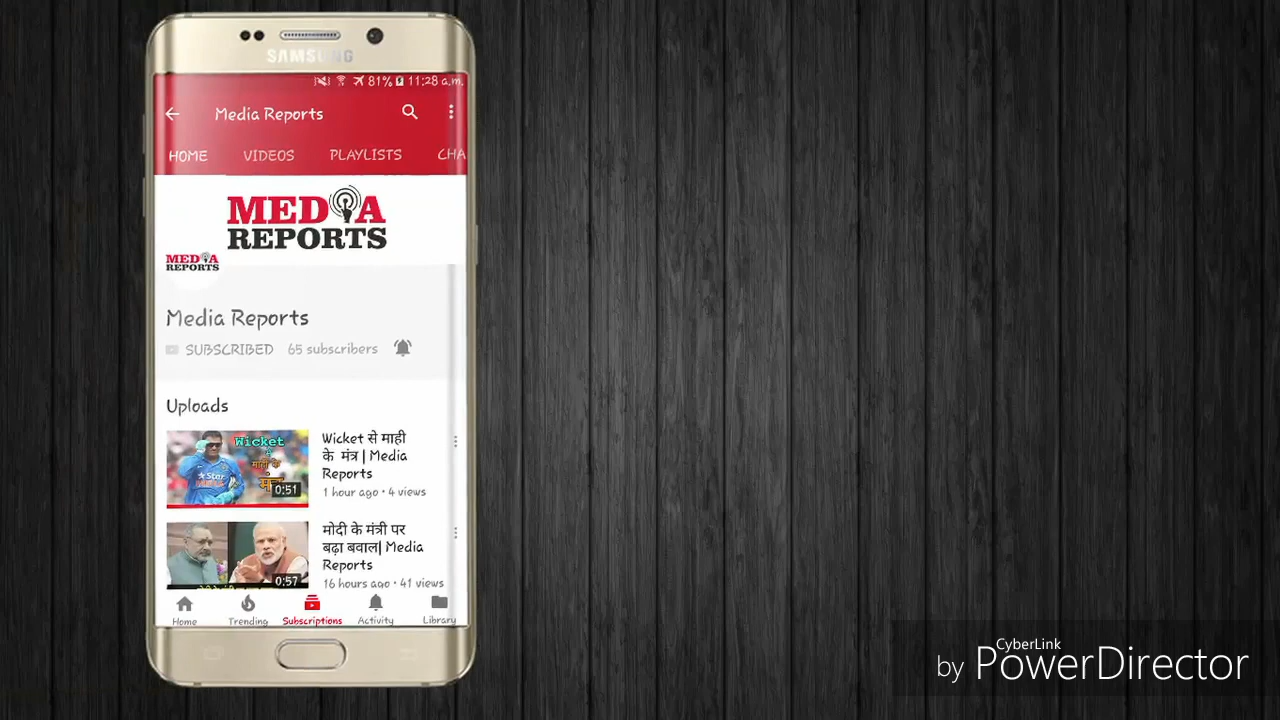 SAMSUNG
81% 11:28 a.m.
Media Reports
HOME VIDEOS PLAYLISTS CHA
MEDIA
REPORTS
MEDIA
REPORTS
Media Reports
SUBSCRIBED 65 subscribers
Uploads
Wicket
से
0:51
Wicket से माही
के मंत्र | Media
Reports
1 hour ago • 4 views
0:57
मोदी के मंत्री पर
बढ़ा बवाल| Media
Reports
16 hours ago • 41 views
Home Trending Subscriptions Activity Library
CyberLink
by PowerDirector